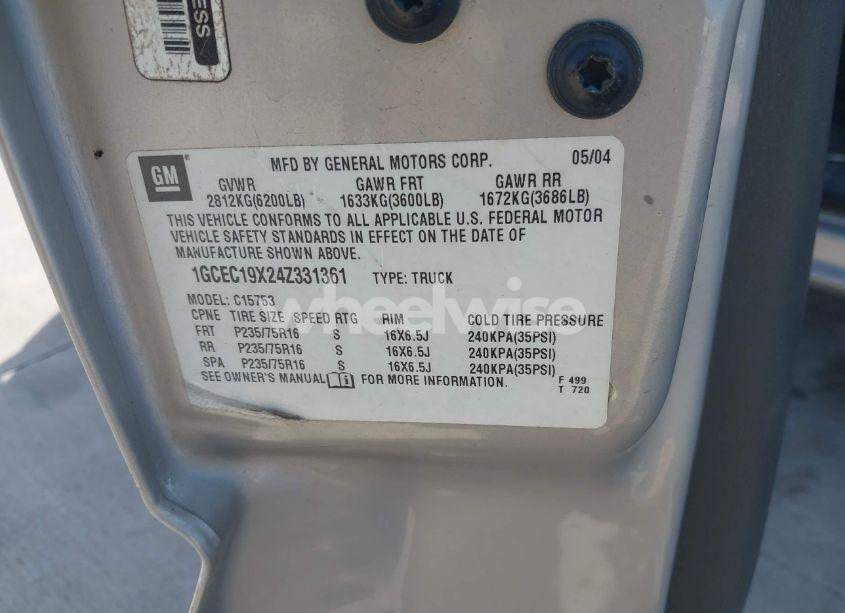 ESS
GM
MFD BY GENERAL MOTORS CORP. 05/04
GVWR GAWR FRT GAWR RR
2812KG(6200LB) 1633KG(3600LB) 1672KG(3686LB)
THIS VEHICLE CONFORMS TO ALL APPLICABLE U.S. FEDERAL MOTOR
VEHICLE SAFETY STANDARDS IN EFFECT ON THE DATE OF
MANUFACTURE SHOWN ABOVE.
1GCEC19X24Z331361 TYPE: TRUCK
MODEL: C15753
wheelwise
CPNE TIRE SIZE SPEED RTG RIM COLD TIRE PRESSURE
FRT P235/75R16 S 16X6.5J 240KPA(35PSI)
RR P235/75R16 S 16X6.5J 240KPA(35PSI)
SPA P235/75R16 S 16X6.5J 240KPA(35PSI)
SEE OWNER'S MANUAL FOR MORE INFORMATION.
F 499
T 720